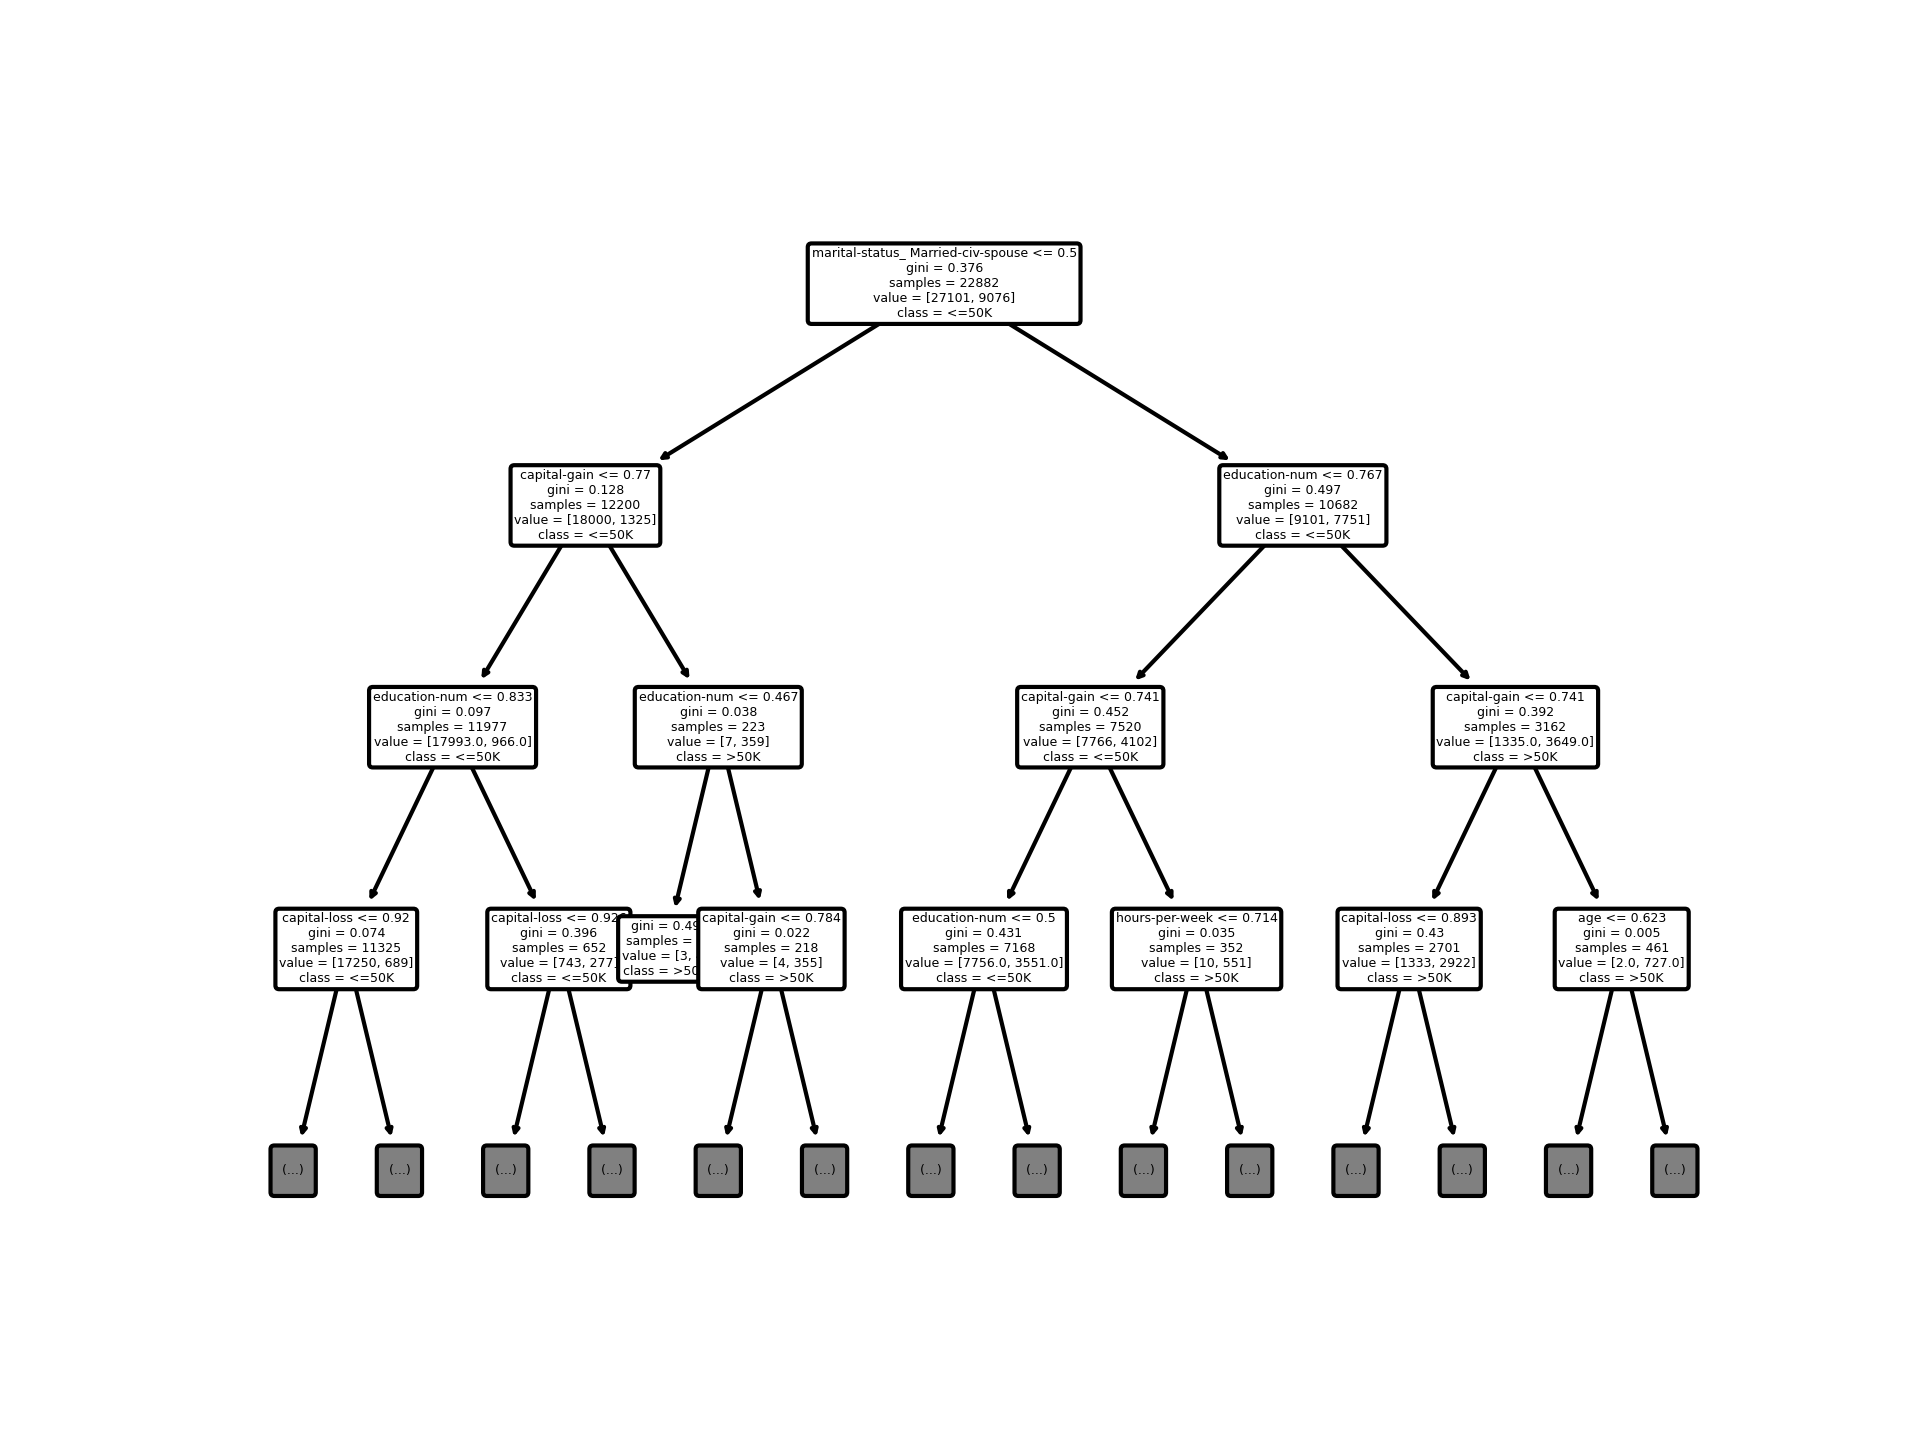 marital-status_ Married-civ-spouse <= 0.5
gini = 0.376
samples = 22882
value = [27101, 9076]
class = <=50K
capital-gain <= 0.77
gini = 0.128
samples = 12200
value = [18000, 1325]
class = <=50K
education-num <= 0.767
gini = 0.497
samples = 10682
value = [9101, 7751]
class = <=50K
education-num <= 0.833
gini = 0.097
samples = 11977
value = [17993.0, 966.0]
class = <=50K
education-num <= 0.467
gini = 0.038
samples = 223
value = [7, 359]
class = >50K
capital-gain <= 0.741
gini = 0.452
samples = 7520
value = [7766, 4102]
class = <=50K
capital-gain <= 0.741
gini = 0.392
samples = 3162
value = [1335.0, 3649.0]
class = >50K
capital-loss <= 0.92
gini = 0.074
samples = 11325
value = [17250, 689]
class = <=50K
capital-loss <=
gini = 0.396
samples = 652
value = [743, 277]
class = <=50K
gini =
samples =
value = [3,
class =
capital-gain <= 0.784
gini = 0.022
samples = 218
value = [4, 355]
class = >50K
education-num <= 0.5
gini = 0.431
samples = 7168
value = [7756.0, 3551.0]
class = <=50K
hours-per-week <= 0.714
gini = 0.035
samples = 352
value = [10, 551]
class = >50K
capital-loss <= 0.893
gini = 0.43
samples = 2701
value = [1333, 2922]
class = >50K
age <= 0.623
gini = 0.005
samples = 461
value = [2.0, 727.0]
class = >50K
(...)
(...)
(...)
(...)
(...)
(...)
(...)
(...)
(...)
(...)
(...)
(...)
(...)
(...)